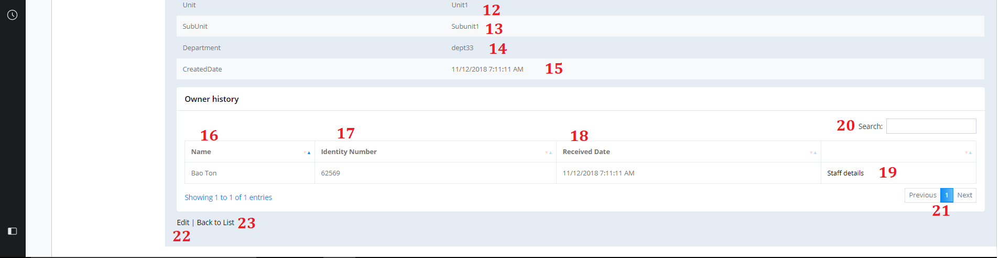 Unit Unit1 12
SubUnit Subunit1 13
Department dept33 14
CreatedDate 11/12/2018 7:11:11 AM 15
Owner history
20 Search:
16 17 18
Name Identity Number Received Date
Bao Ton 62569 11/12/2018 7:11:11 AM Staff details 19
Showing 1 to 1 of 1 entries Previous 1 Next
21
Edit | Back to List 23
22